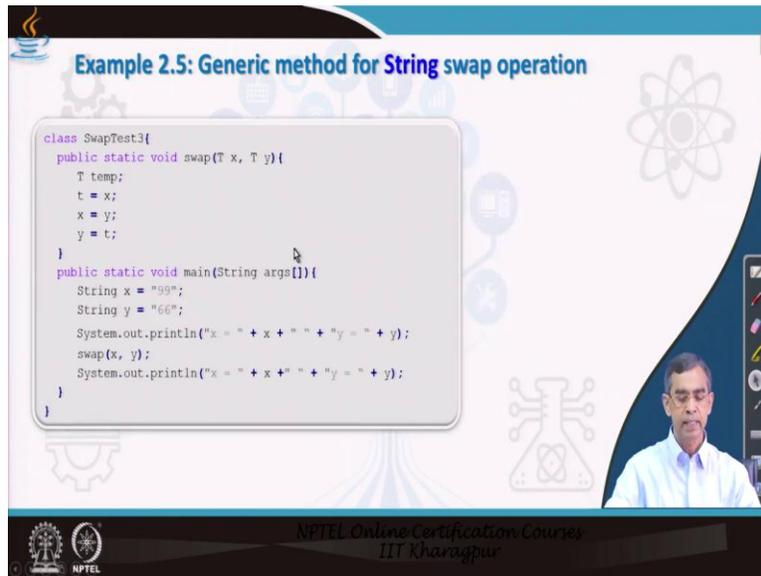 Example 2.5: Generic method for String swap operation
class SwapTest3{
public static void swap(T x, T y){
T temp;
t = x;
x = y;
y = t;
}
public static void main(String args[]){
String x = "99";
String y = "66";
System.out.println("x = " + x + " " + "y = " + y);
swap(x, y);
System.out.println("x = " + x +" " + "y = " + y);
}
}
NPTEL Online Certification Courses
IIT Kharagpur
NPTEL